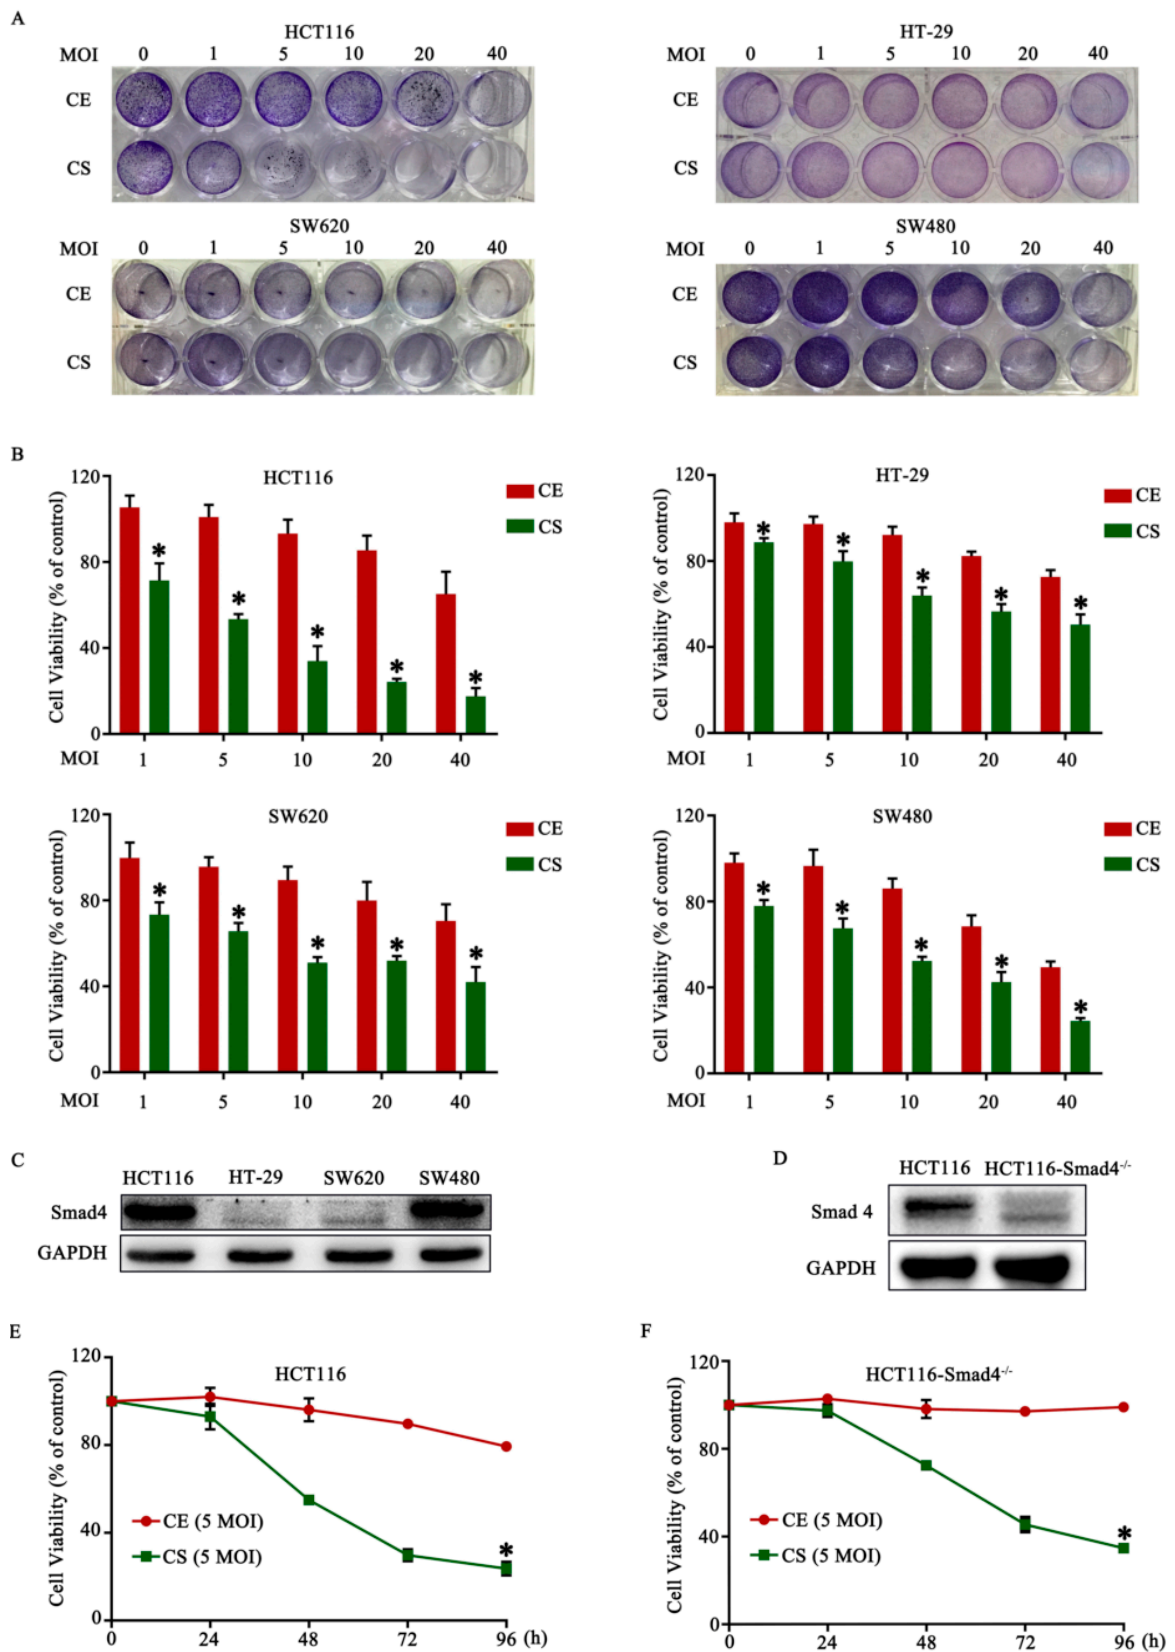 A
HCT116
MOI 0 1 5 10 20 40
CE
CS
HT-29
MOI 0 1 5 10 20 40
CE
CS
SW620
MOI 0 1 5 10 20 40
CE
CS
SW480
MOI 0 1 5 10 20 40
CE
CS
B
HCT116
Cell Viability (% of control)
120
80
40
0
* * * * *
CE
CS
MOI 1 5 10 20 40
HT-29
Cell Viability (% of control)
120
80
40
0
* * * * *
CE
CS
MOI 1 5 10 20 40
SW620
Cell Viability (% of control)
120
80
40
0
* * * * *
CE
CS
MOI 1 5 10 20 40
SW480
Cell Viability (% of control)
120
80
40
0
* * * * *
CE
CS
MOI 1 5 10 20 40
C
HCT116 HT-29 SW620 SW480
Smad4
GAPDH
D
HCT116 HCT116-Smad4-/-
Smad 4
GAPDH
E
HCT116
Cell Viability (% of control)
120
80
40
0
CE (5 MOI)
CS (5 MOI)
*
0 24 48 72 96 (h)
F
HCT116-Smad4-/-
Cell Viability (% of control)
120
80
40
0
CE (5 MOI)
CS (5 MOI)
*
0 24 48 72 96 (h)